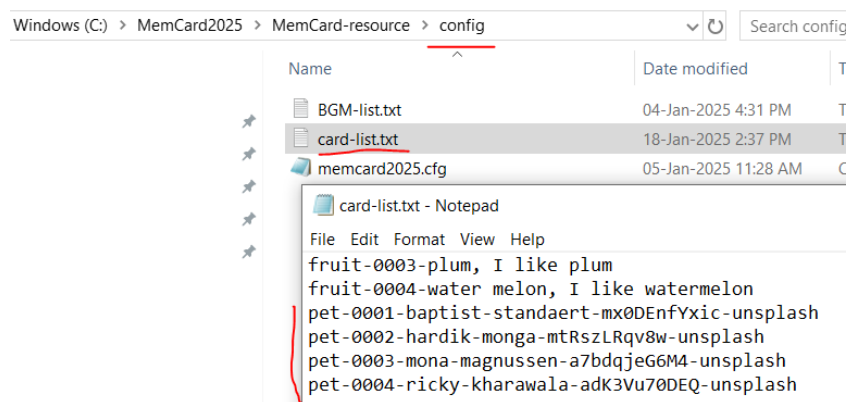 Windows (C:) > MemCard2025 > MemCard-resource > config
Search config
Name Date modified T
BGM-list.txt 04-Jan-2025 4:31 PM T
card-list.txt 18-Jan-2025 2:37 PM T
memcard2025.cfg 05-Jan-2025 11:28 AM C
card-list.txt - Notepad
File Edit Format View Help
fruit-0003-plum, I like plum
fruit-0004-water melon, I like watermelon
pet-0001-baptist-standaert-mx0DEnfYxic-unsplash
pet-0002-hardik-monga-mtRszLRqv8w-unsplash
pet-0003-mona-magnussen-a7bdqjeG6M4-unsplash
pet-0004-ricky-kharawala-adK3Vu70DEQ-unsplash